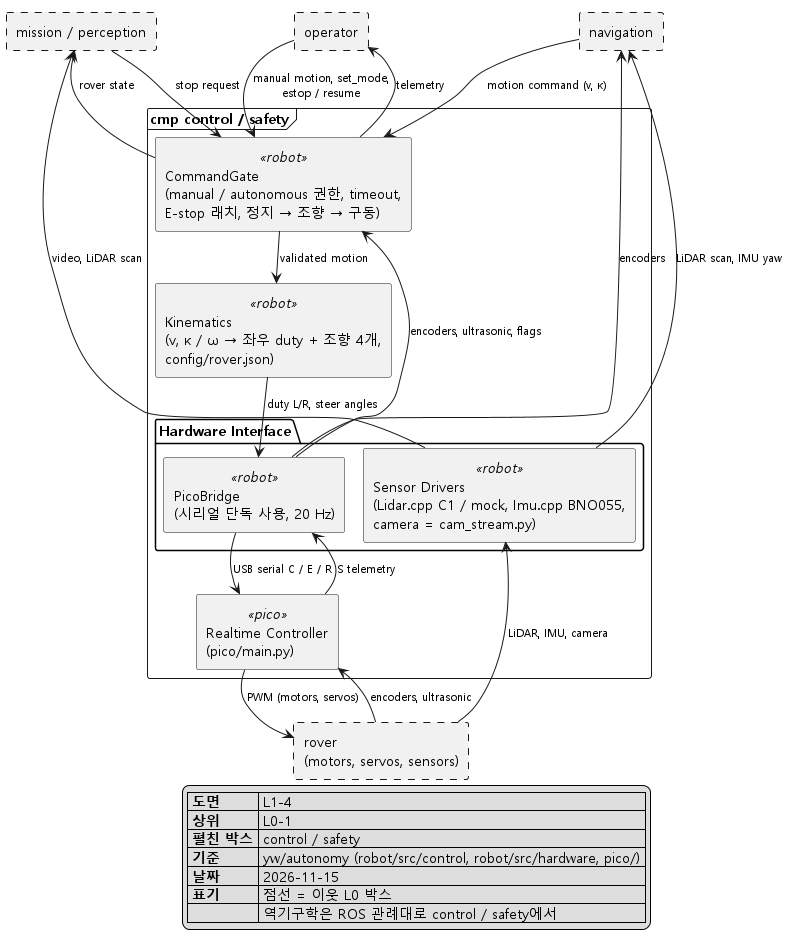 mission / perception
operator
navigation
rover state
stop request
manual motion, set_mode,
estop / resume
telemetry
motion command (v, κ)
cmp control / safety
«robot»
CommandGate
(manual / autonomous 권한, timeout,
E-stop 래치, 정지 → 조향 → 구동)
video, LiDAR scan
validated motion
encoders
LiDAR scan, IMU yaw
«robot»
Kinematics
(v, κ / ω → 좌우 duty + 조향 4개,
config/rover.json)
encoders, ultrasonic, flags
duty L/R, steer angles
Hardware Interface
«robot»
PicoBridge
(시리얼 단독 사용, 20 Hz)
«robot»
Sensor Drivers
(Lidar.cpp C1 / mock, Imu.cpp BNO055,
camera = cam_stream.py)
USB serial C / E / R
S telemetry
«pico»
Realtime Controller
(pico/main.py)
LiDAR, IMU, camera
PWM (motors, servos)
encoders, ultrasonic
rover
(motors, servos, sensors)
도면 L1-4
상위 L0-1
펼친 박스 control / safety
기준 yw/autonomy (robot/src/control, robot/src/hardware, pico/)
날짜 2026-11-15
표기 점선 = 이웃 L0 박스
역기구학은 ROS 관례대로 control / safety에서